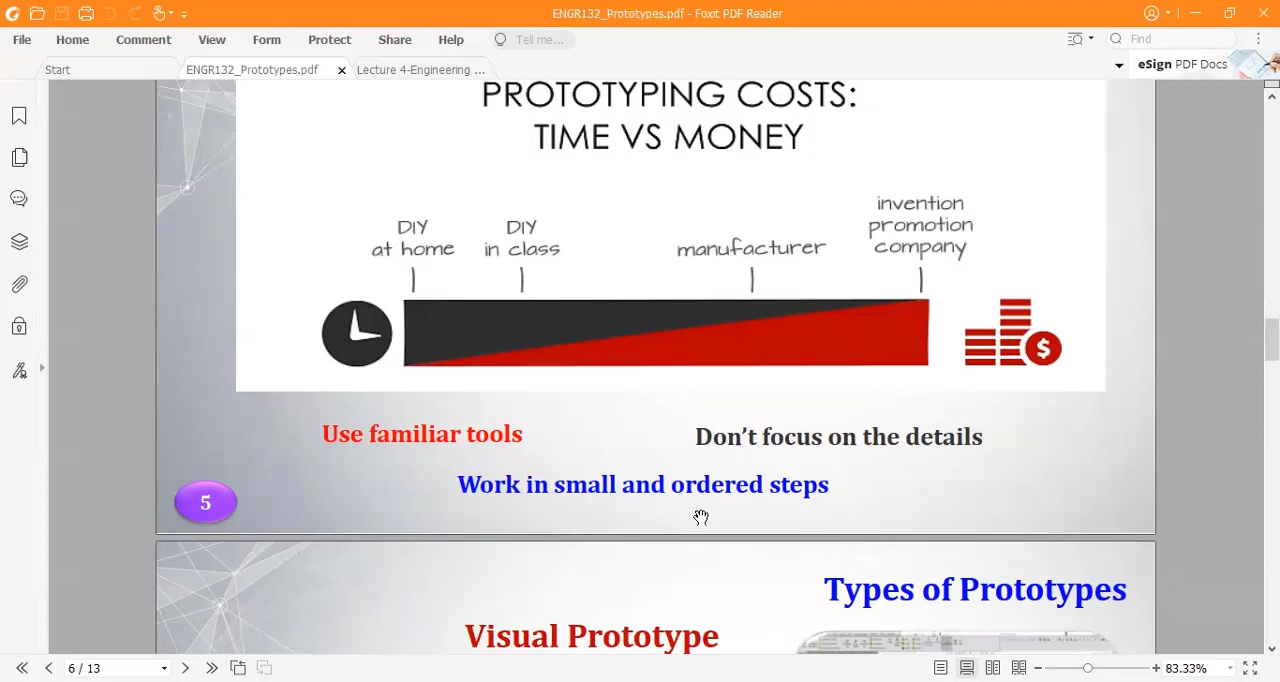 ENGR132_Prototypes.pdf - Foxit PDF Reader
File Home Comment View Form Protect Share Help Tell me... Find
Start ENGR132_Prototypes.pdf Lecture 4-Engineering ... eSign PDF Docs
PROTOTYPING COSTS:
TIME VS MONEY
DIY
at home
DIY
in class
manufacturer
invention
promotion
company
$
Use familiar tools
Don't focus on the details
Work in small and ordered steps
5
Types of Prototypes
Visual Prototype
6 / 13 83.33%